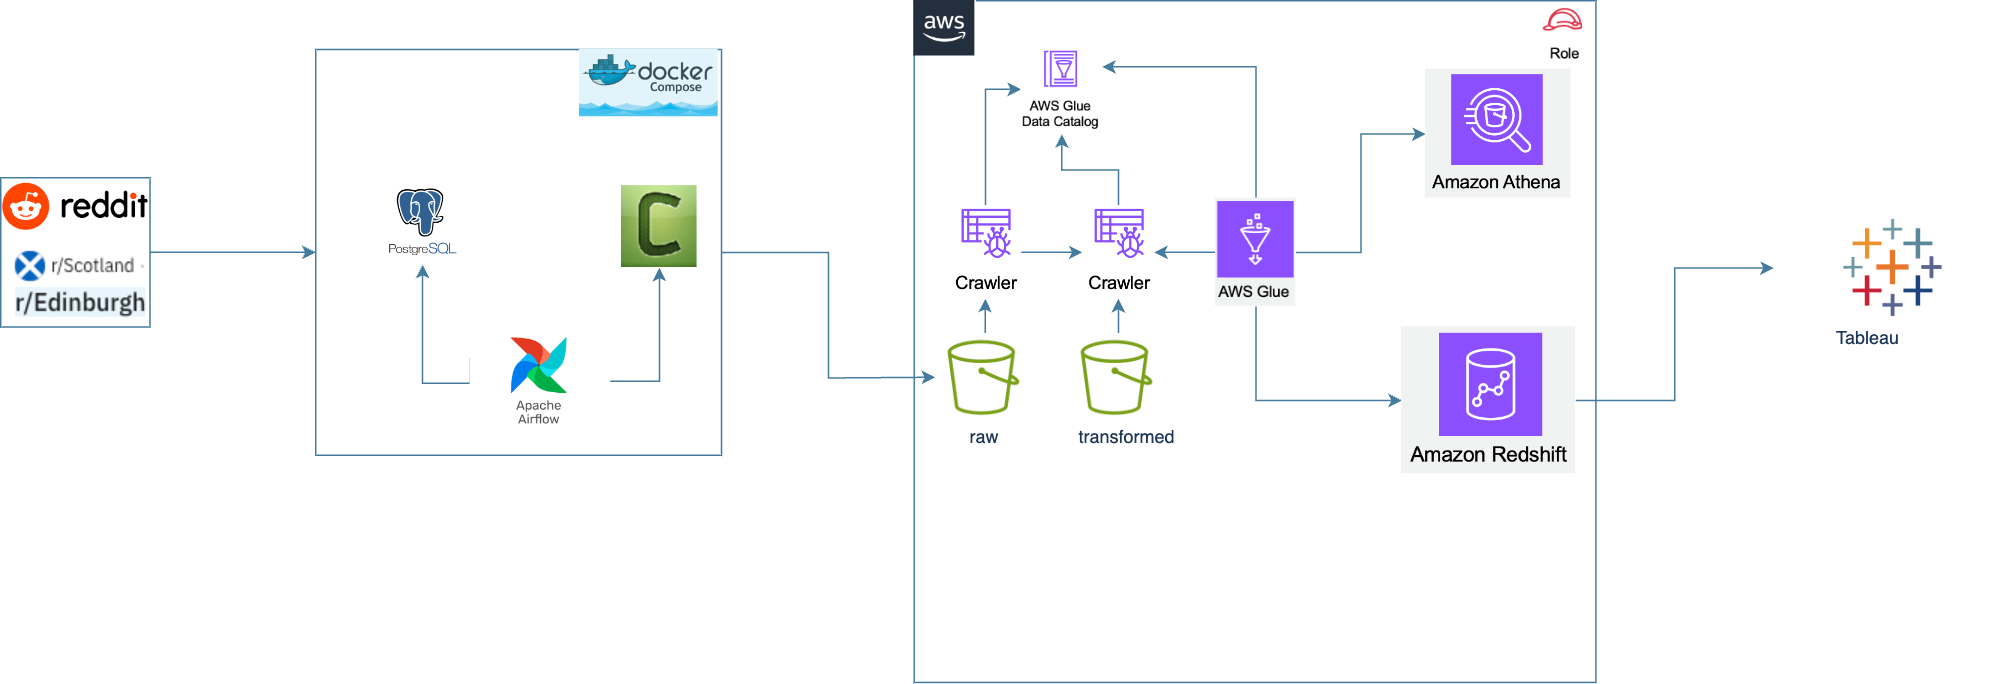 reddit
r/Scotland
r/Edinburgh
docker
Compose
PostgreSQL
C
Apache
Airflow
aws
Role
AWS Glue
Data Catalog
Crawler
Crawler
AWS Glue
raw
transformed
Amazon Athena
Amazon Redshift
Tableau